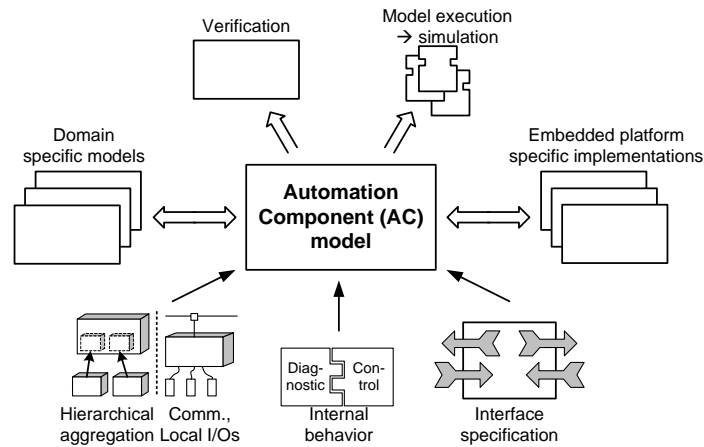 Verification
Model execution
→ simulation
Domain
specific models
Embedded platform
specific implementations
Automation
Component (AC)
model
Diag-
nostic
Con-
trol
Hierarchical
aggregation
Comm.,
Local I/Os
Internal
behavior
Interface
specification